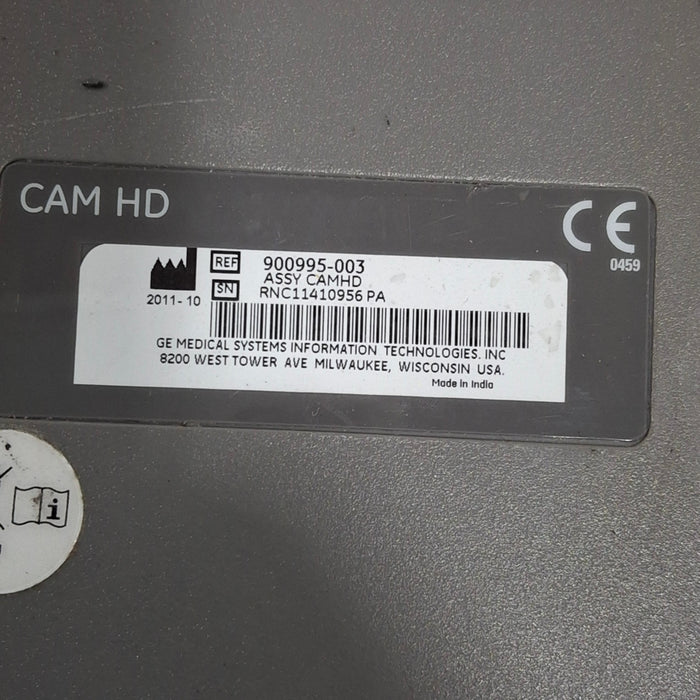 CAM HD
CE
0459
REF 900995-003
ASSY CAMHD
2011-10 SN RNC11410956 PA
GE MEDICAL SYSTEMS INFORMATION TECHNOLOGIES. INC
8200 WEST TOWER AVE MILWAUKEE, WISCONSIN USA.
Made in India
i